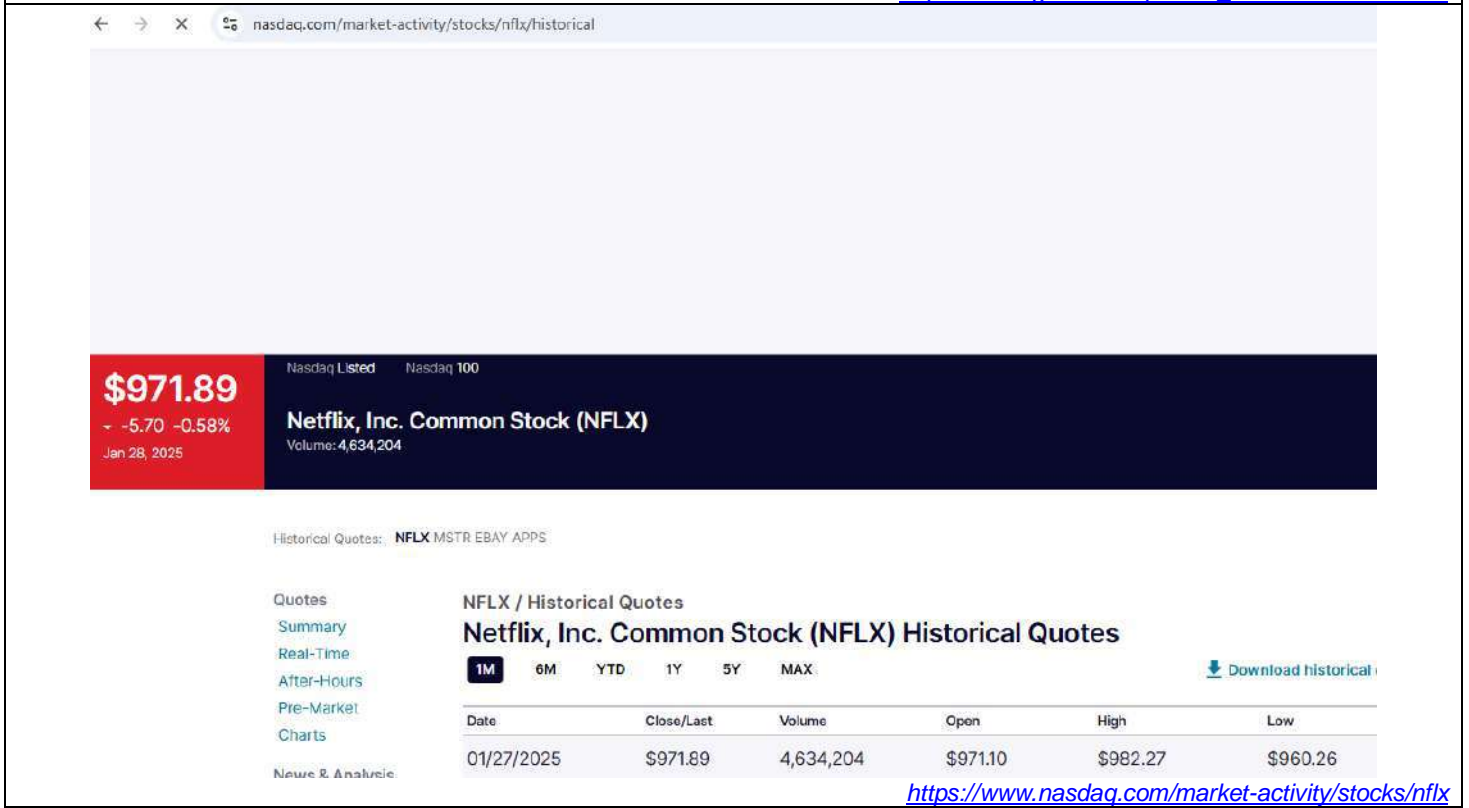 nasdaq.com/market-activity/stocks/nflx/historical
$971.89
-5.70 -0.58%
Jan 28, 2025
Nasdaq Listed Nasdaq 100
Netflix, Inc. Common Stock (NFLX)
Volume: 4,634,204
Historical Quotes: NFLX MSTR EBAY APPS
Quotes
Summary
Real-Time
After-Hours
Pre-Market
Charts
News & Analysis
NFLX / Historical Quotes
Netflix, Inc. Common Stock (NFLX) Historical Quotes
1M 6M YTD 1Y 5Y MAX
Download historical
Date Close/Last Volume Open High Low
01/27/2025 $971.89 4,634,204 $971.10 $982.27 $960.26
https://www.nasdaq.com/market-activity/stocks/nflx